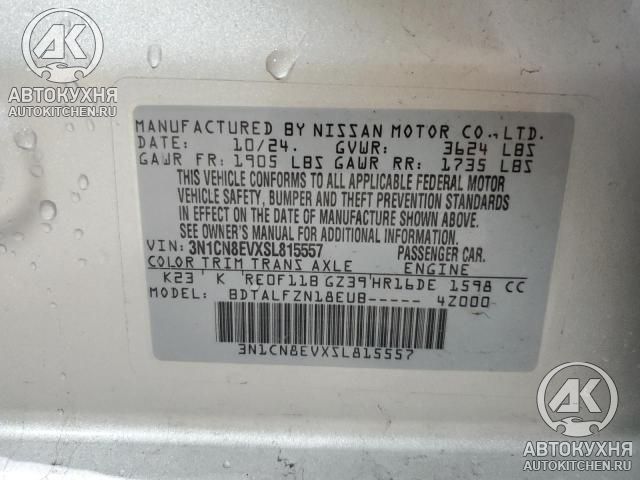 AK
АВТОКУХНЯ
AUTOKITCHEN.RU
MANUFACTURED BY NISSAN MOTOR CO., LTD.
DATE: 10/24. GVWR: 3624 LBS
GAWR FR: 1905 LBS GAWR RR: 1735 LBS
THIS VEHICLE CONFORMS TO ALL APPLICABLE FEDERAL MOTOR
VEHICLE SAFETY, BUMPER AND THEFT PREVENTION STANDARDS
IN EFFECT ON THE DATE OF MANUFACTURE SHOWN ABOVE.
SEE OWNER'S MANUAL FOR ADDITIONAL INFORMATION.
VIN: 3N1CN8EVXSL815557 PASSENGER CAR.
COLOR TRIM TRANS AXLE ENGINE
K23 K RE0F11B GZ39 HR16DE 1598 CC
MODEL: BDTALFZN18EUB----- 4Z000
3N1CN8EVXSL815557
AK
АВТОКУХНЯ
AUTOKITCHEN.RU